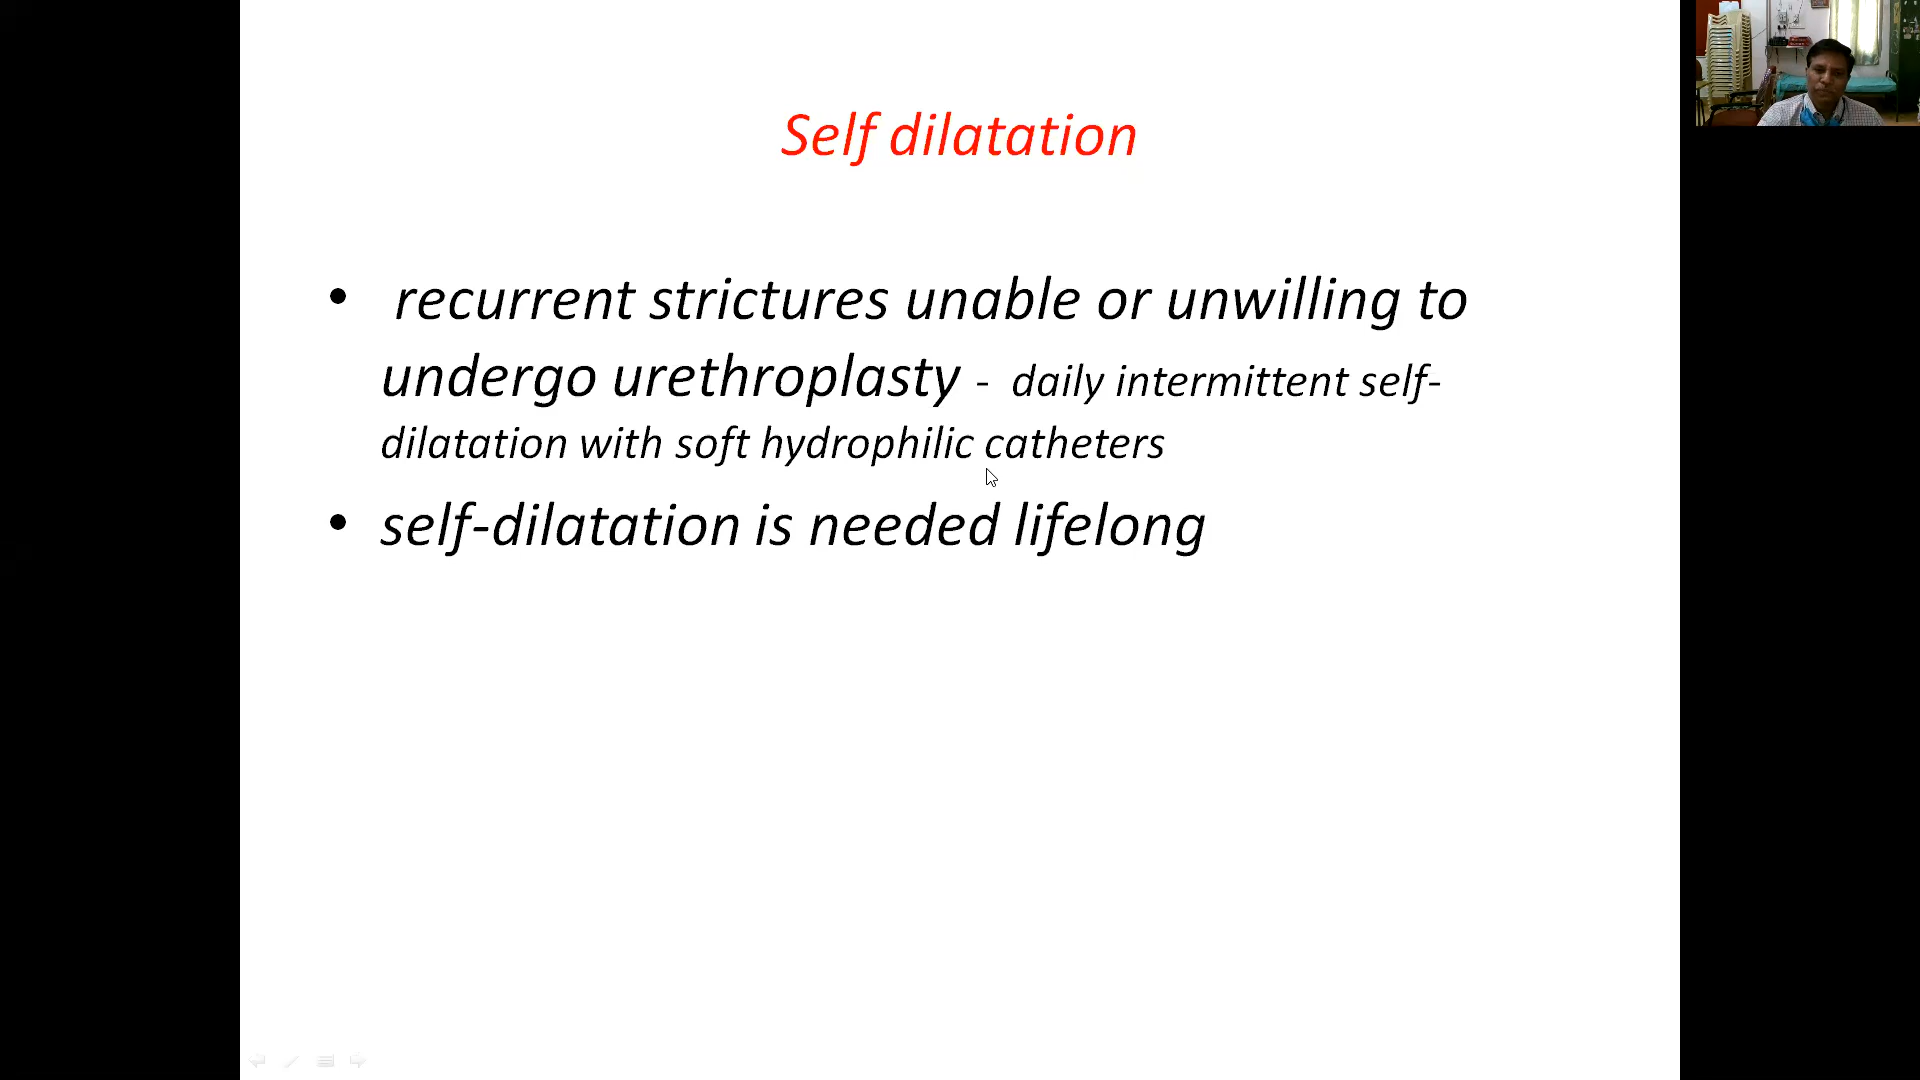 Self dilatation
• recurrent strictures unable or unwilling to
undergo urethroplasty - daily intermittent self-
dilatation with soft hydrophilic catheters
• self-dilatation is needed lifelong